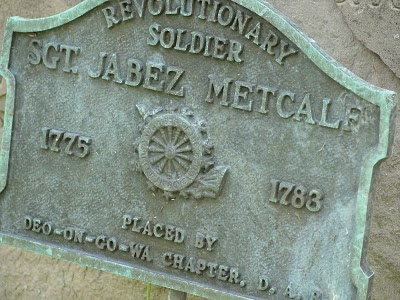 REVOLUTIONARY
SOLDIER
SGT. JABEZ METCALF
1775
1783
PLACED BY
DEO-ON-GO-WA CHAPTER, D. A. R.